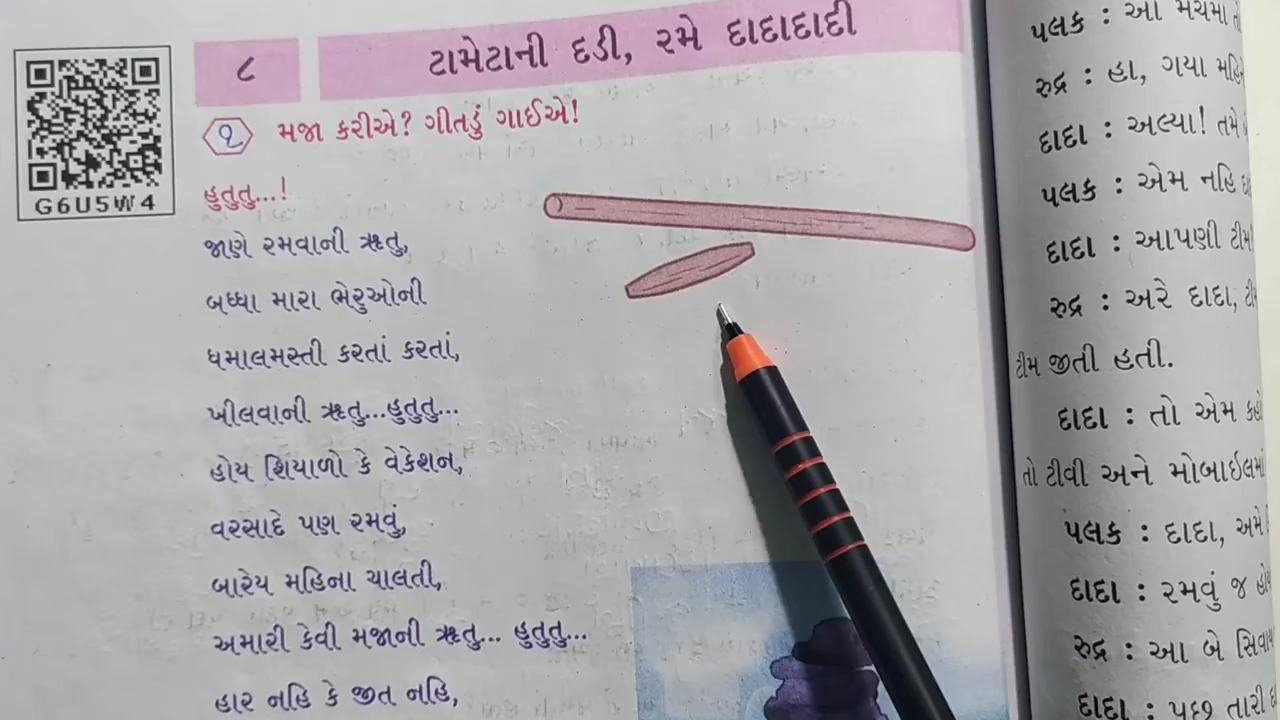 ૮
ટામેટાની દડી, રમે દાદાદાદી
૧ મજા કરીએ? ગીતડું ગાઈએ!
G6U5W4
હુતુતુ...!
જાણે રમવાની ઋતુ,
બધ્ધા મારા ભેરુઓની
ધમાલમસ્તી કરતાં કરતાં,
ખીલવાની ઋતુ...હુતુતુ...
હોય શિયાળો કે વેકેશન,
વરસાદે પણ રમવું,
બારેય મહિના ચાલતી,
અમારી કેવી મજાની ઋતુ... હુતુતુ...
હાર નહિ કે જીત નહિ,
પલક : આ મેચમાં
રુદ્ર : હા, ગયા
દાદા : અલ્યા! તમે
પલક : એમ નહિ
દાદા : આપણી ટીમ
રુદ્ર : અરે દાદા,
ટીમ જીતી હતી.
દાદા : તો એમ
તો ટીવી અને મોબાઇલમાં
પલક : દાદા, અમે
દાદા : રમવું જ
રુદ્ર : આ બે સિવાય
દાદા : પણ તારી